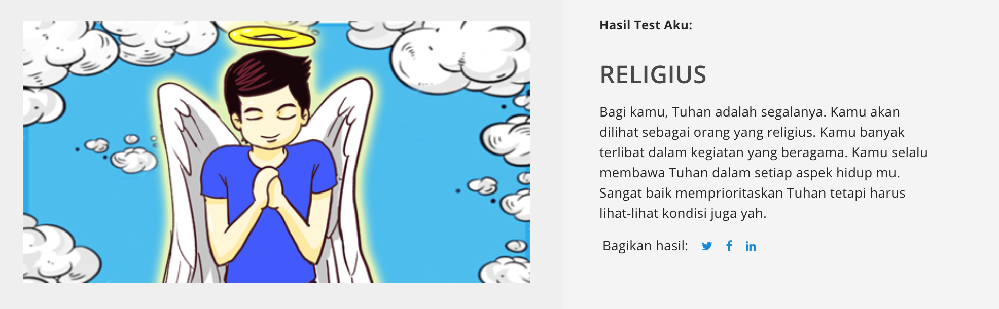 Hasil Test Aku:
RELIGIUS
Bagi kamu, Tuhan adalah segalanya. Kamu akan
dilihat sebagai orang yang religius. Kamu banyak
terlibat dalam kegiatan yang beragama. Kamu selalu
membawa Tuhan dalam setiap aspek hidup mu.
Sangat baik memprioritaskan Tuhan tetapi harus
lihat-lihat kondisi juga yah.
Bagikan hasil: